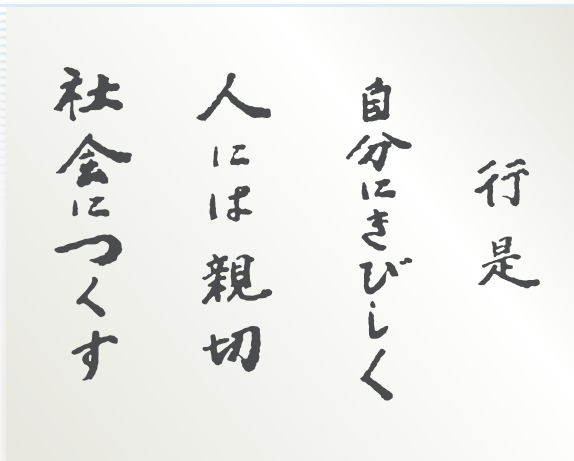 行是
自分にきびしく
人には親切
社会につくす